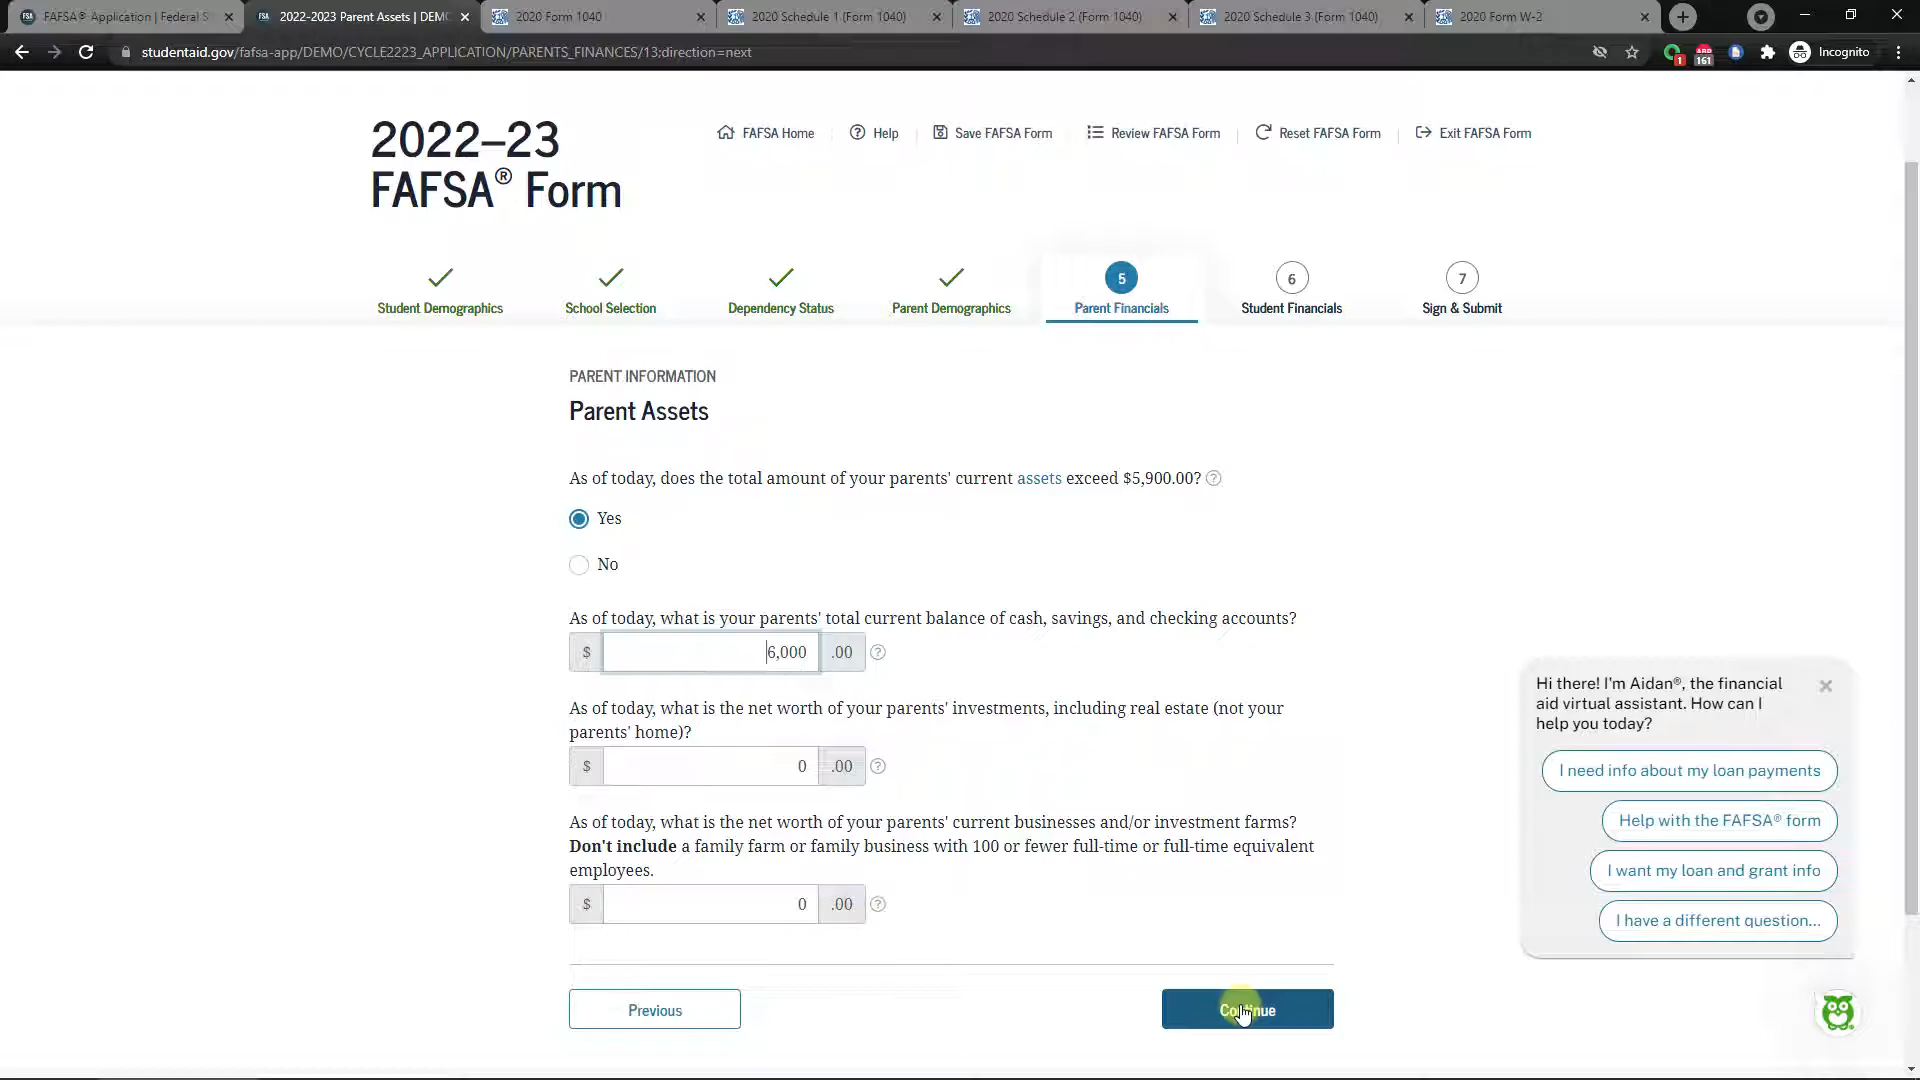 FAFSA® Application | Federal S
2022-2023 Parent Assets | DEMO
2020 Form 1040
2020 Schedule 1 (Form 1040)
2020 Schedule 2 (Form 1040)
2020 Schedule 3 (Form 1040)
2020 Form W-2
studentaid.gov/fafsa-app/DEMO/CYCLE2223_APPLICATION/PARENTS_FINANCES/13;direction=next
1
161
Incognito
2022–23
FAFSA® Form
FAFSA Home
Help
Save FAFSA Form
Review FAFSA Form
Reset FAFSA Form
Exit FAFSA Form
Student Demographics
School Selection
Dependency Status
Parent Demographics
5
Parent Financials
6
Student Financials
7
Sign & Submit
PARENT INFORMATION
Parent Assets
As of today, does the total amount of your parents' current assets exceed $5,900.00?
Yes
No
As of today, what is your parents' total current balance of cash, savings, and checking accounts?
$ 6,000 .00
As of today, what is the net worth of your parents' investments, including real estate (not your
parents' home)?
$ 0 .00
As of today, what is the net worth of your parents' current businesses and/or investment farms?
Don't include a family farm or family business with 100 or fewer full-time or full-time equivalent
employees.
$ 0 .00
Previous
Continue
Hi there! I'm Aidan®, the financial
aid virtual assistant. How can I
help you today?
I need info about my loan payments
Help with the FAFSA® form
I want my loan and grant info
I have a different question...